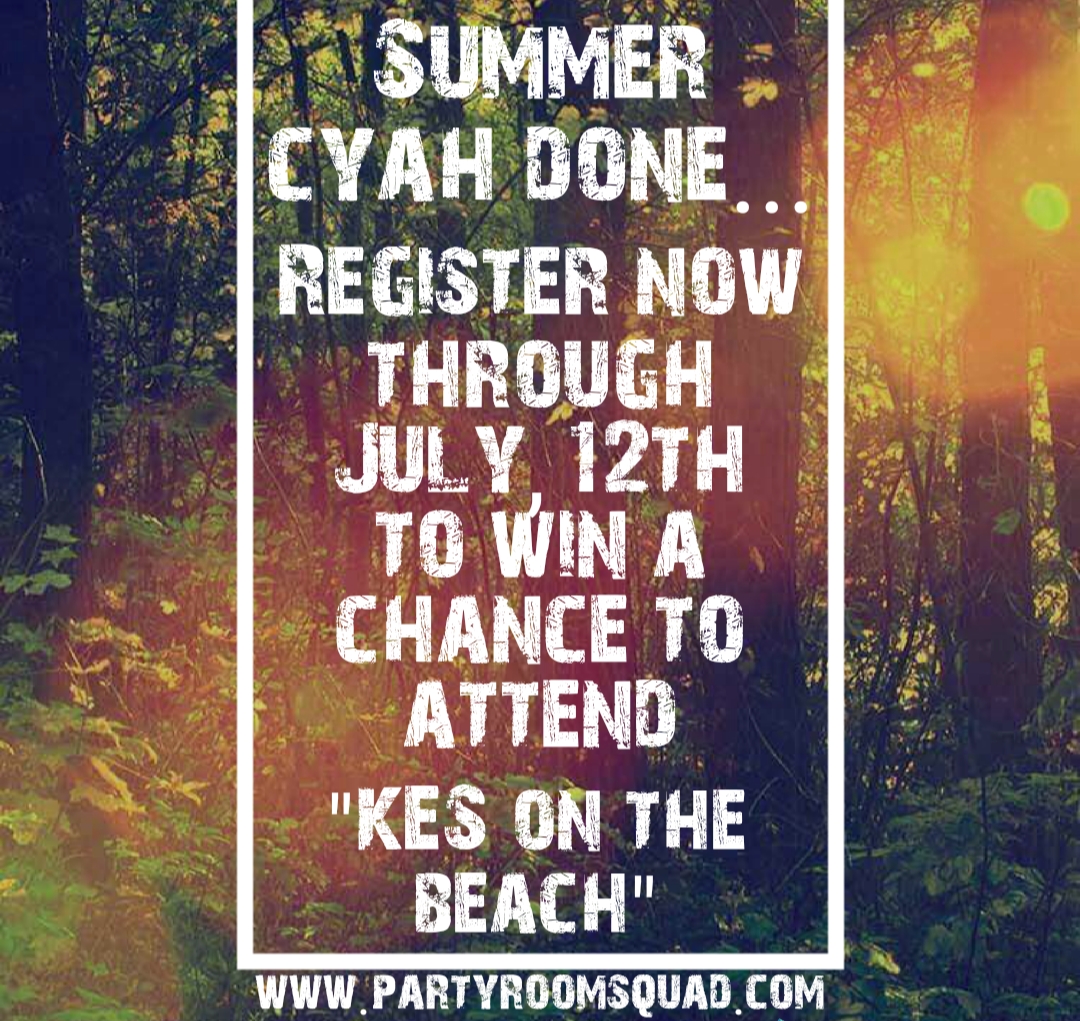 SUMMER
CYAH DONE...
REGISTER NOW
THROUGH
JULY, 12TH
TO WIN A
CHANCE TO
ATTEND
"KES ON THE
BEACH"
WWW.PARTYROOMSQUAD.COM